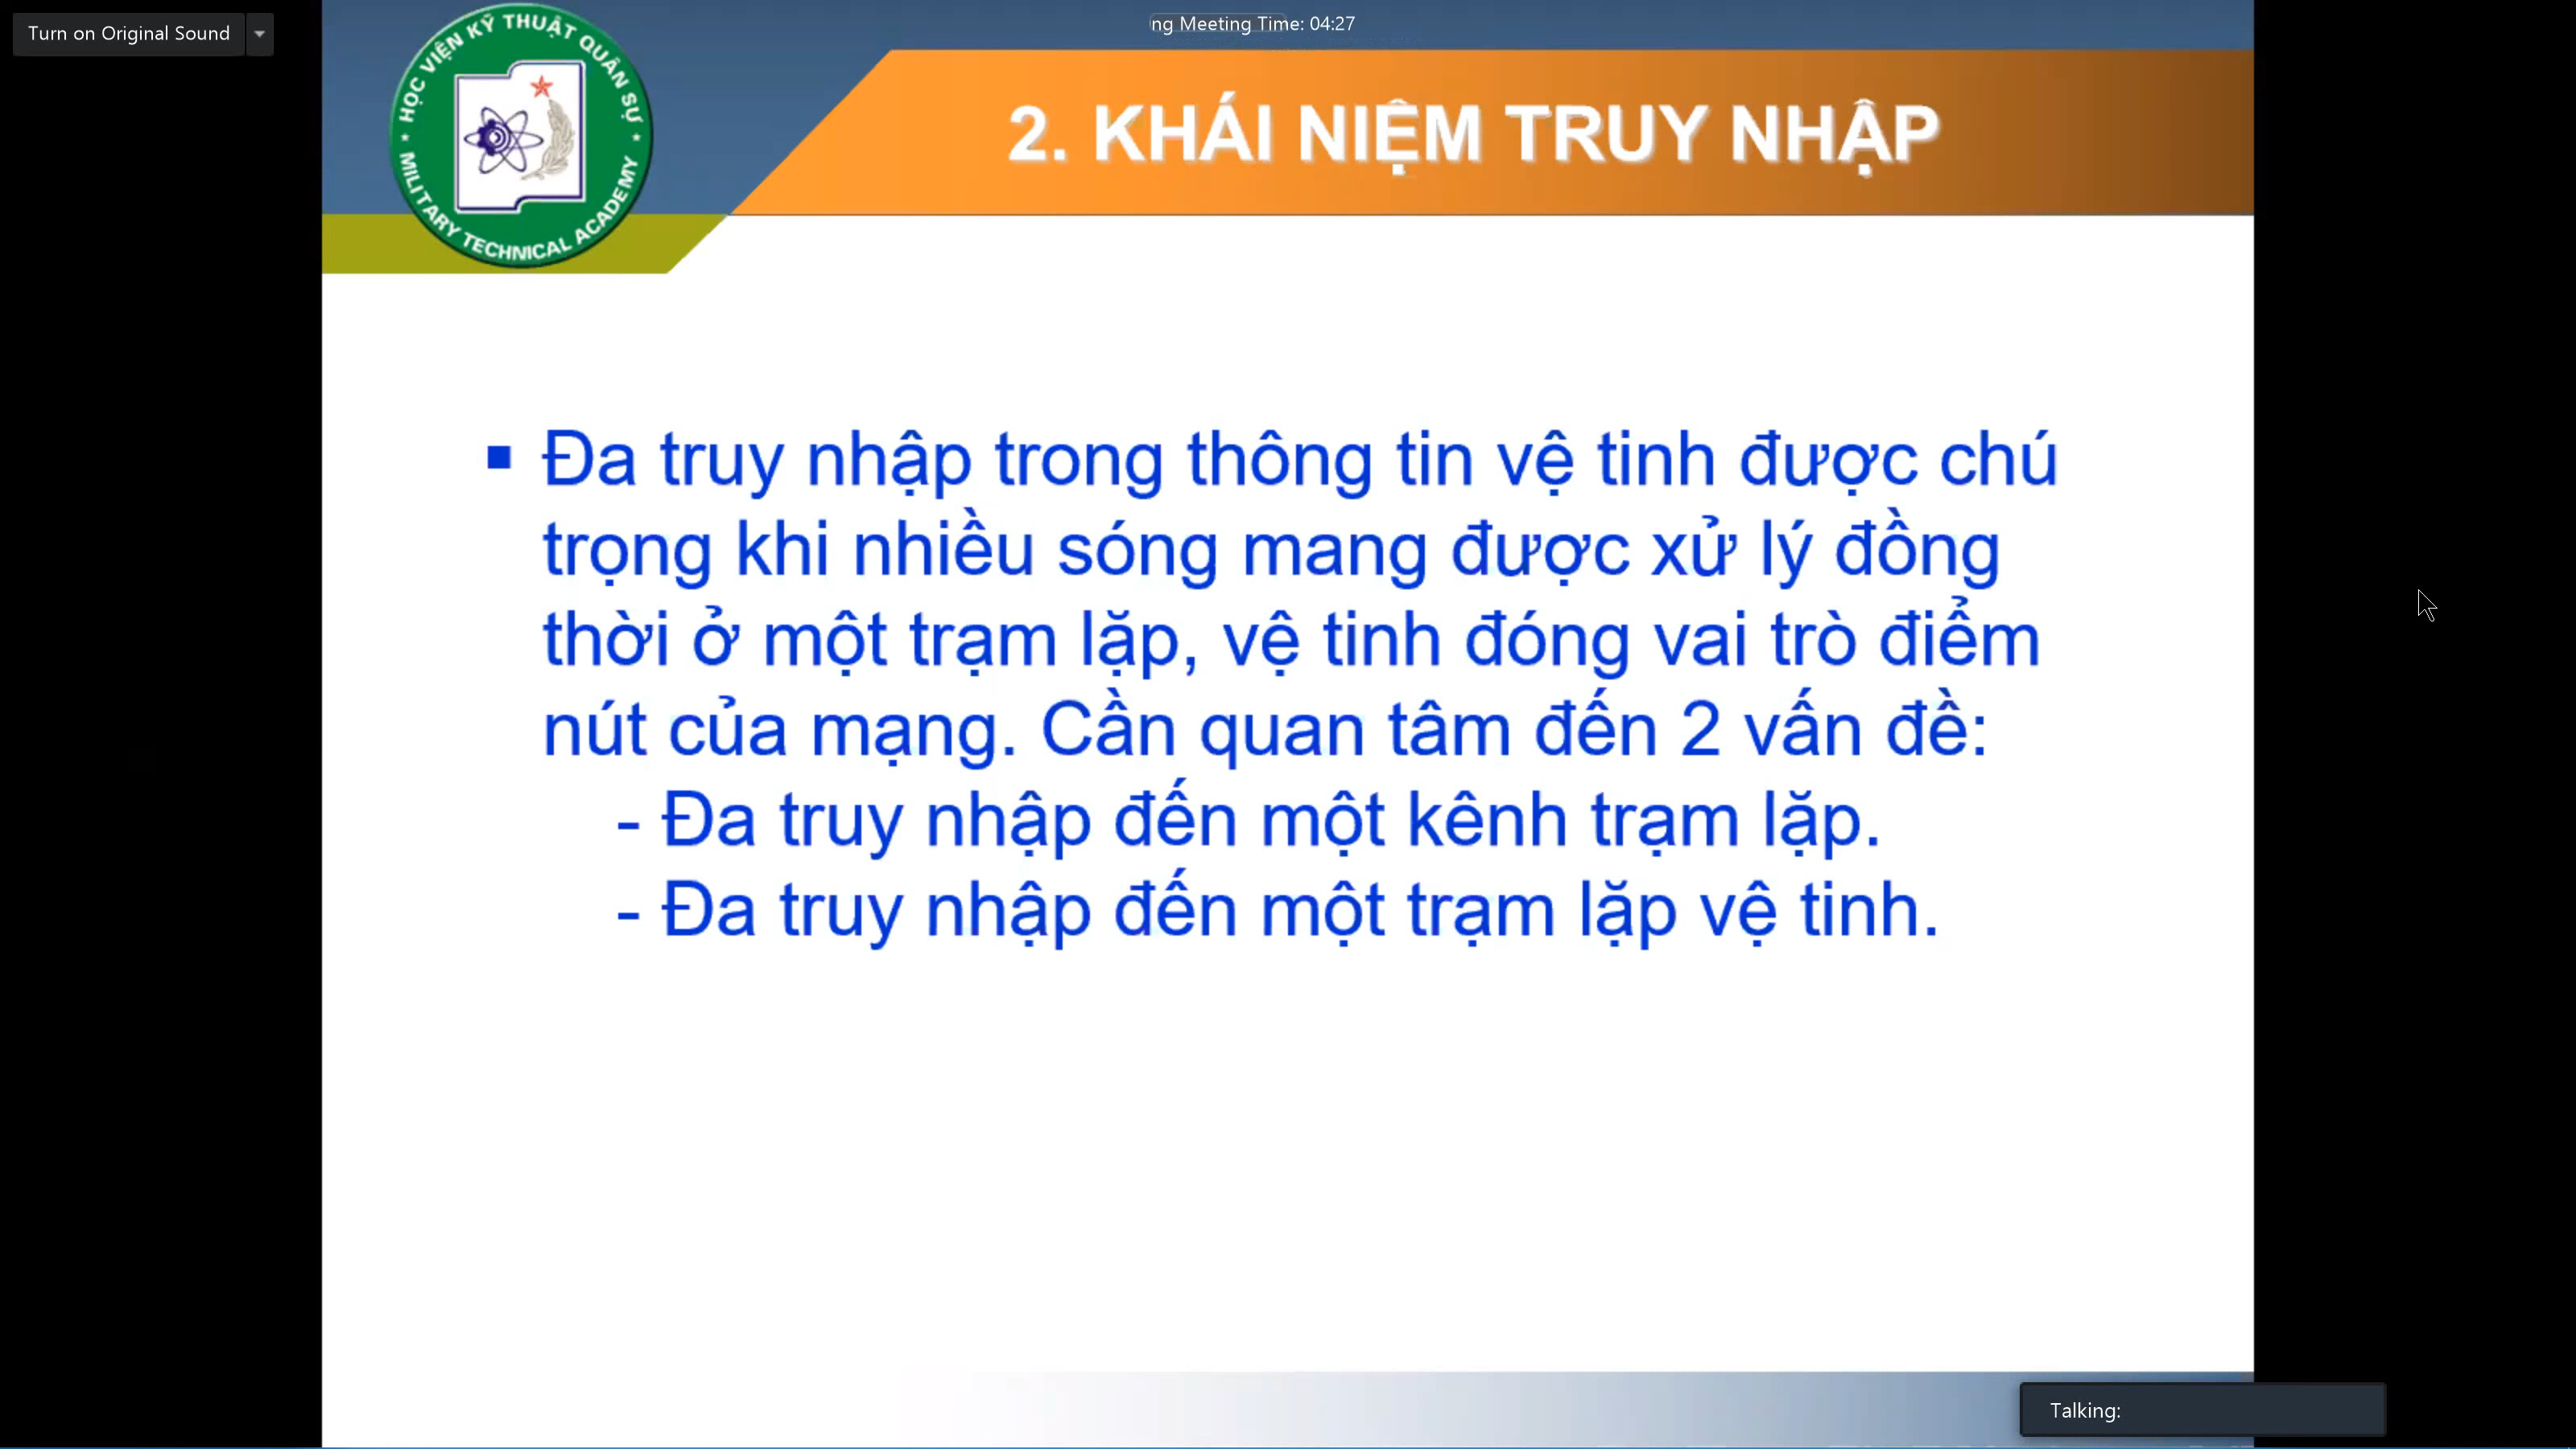 Turn on Original Sound
ng Meeting Time: 04:27
HỌC VIỆN KỸ THUẬT QUÂN SỰ
MILITARY TECHNICAL ACADEMY
2. KHÁI NIỆM TRUY NHẬP
Đa truy nhập trong thông tin vệ tinh được chú
trọng khi nhiều sóng mang được xử lý đồng
thời ở một trạm lặp, vệ tinh đóng vai trò điểm
nút của mạng. Cần quan tâm đến 2 vấn đề:
- Đa truy nhập đến một kênh trạm lặp.
- Đa truy nhập đến một trạm lặp vệ tinh.
Talking: